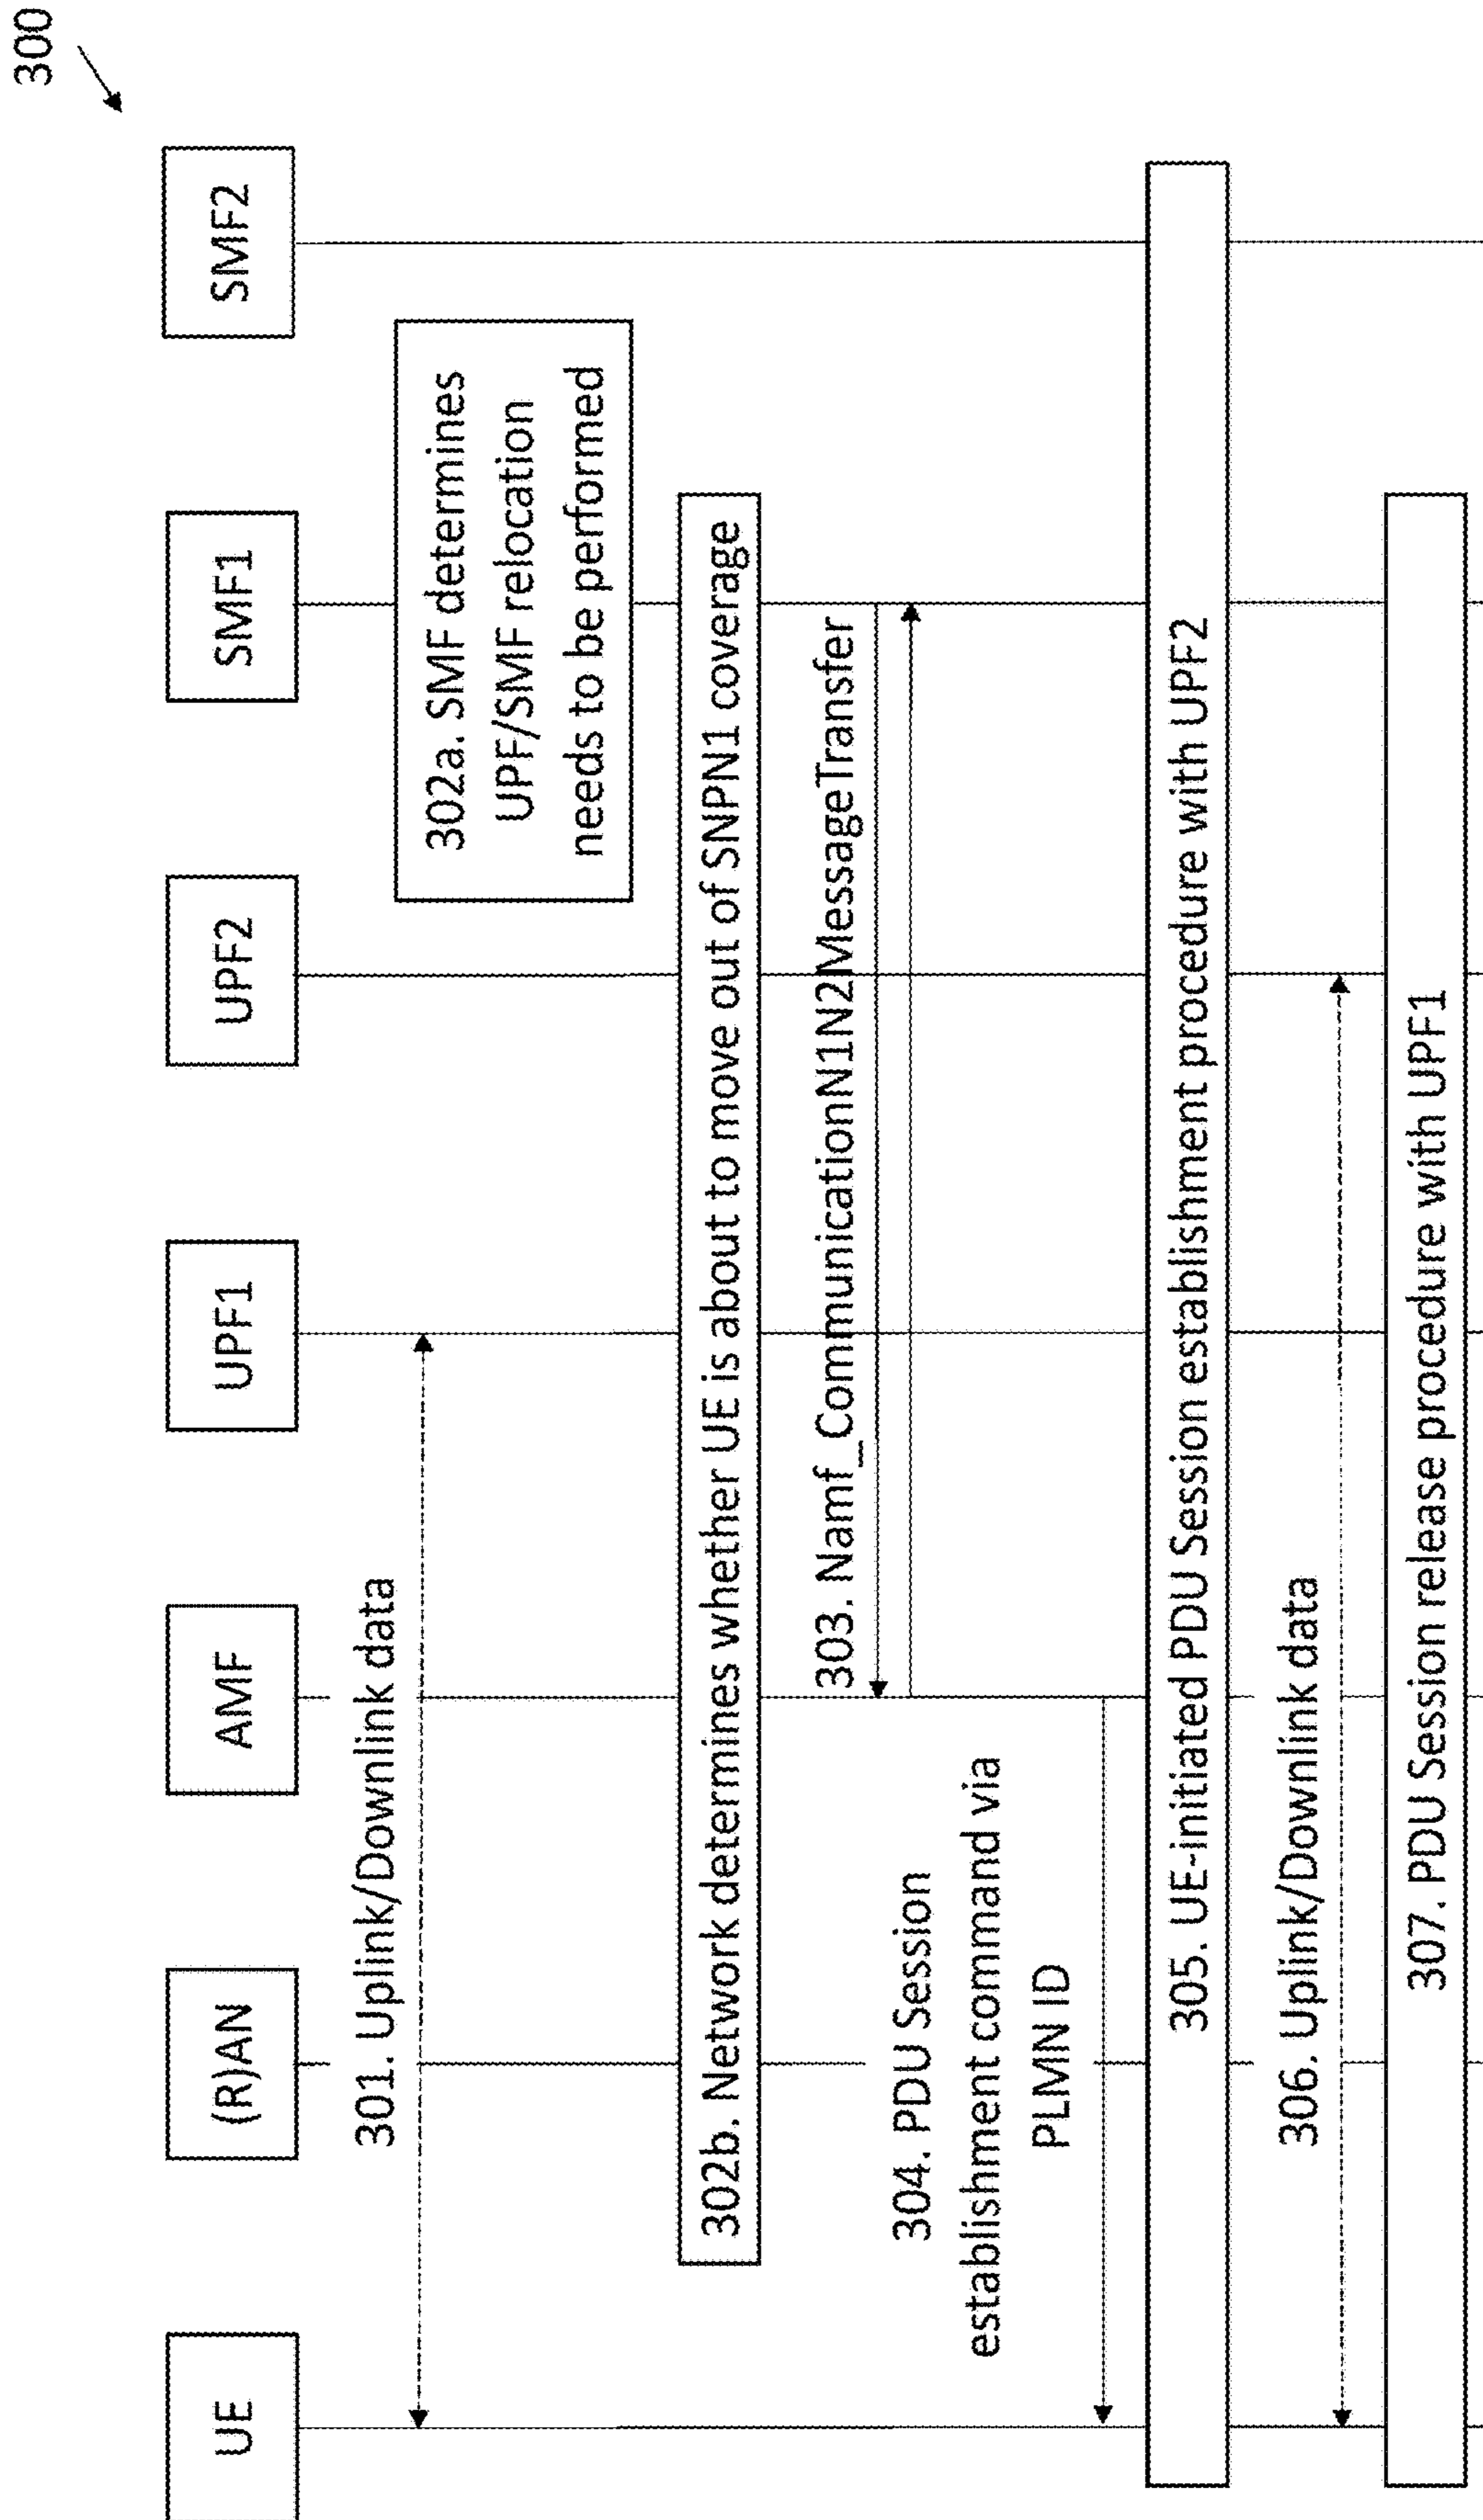 300
UE
(R)AN
AMF
UPF1
UPF2
SMF1
SMF2
301. Uplink/Downlink data
302a. SMF determines
UPF/SMF relocation
needs to be performed
302b. Network determines whether UE is about to move out of SNPN1 coverage
303. Namf_CommunicationN1N2MessageTransfer
304. PDU Session
establishment command via
PLMN ID
305. UE-initiated PDU Session establishment procedure with UPF2
306. Uplink/Downlink data
307. PDU Session release procedure with UPF1